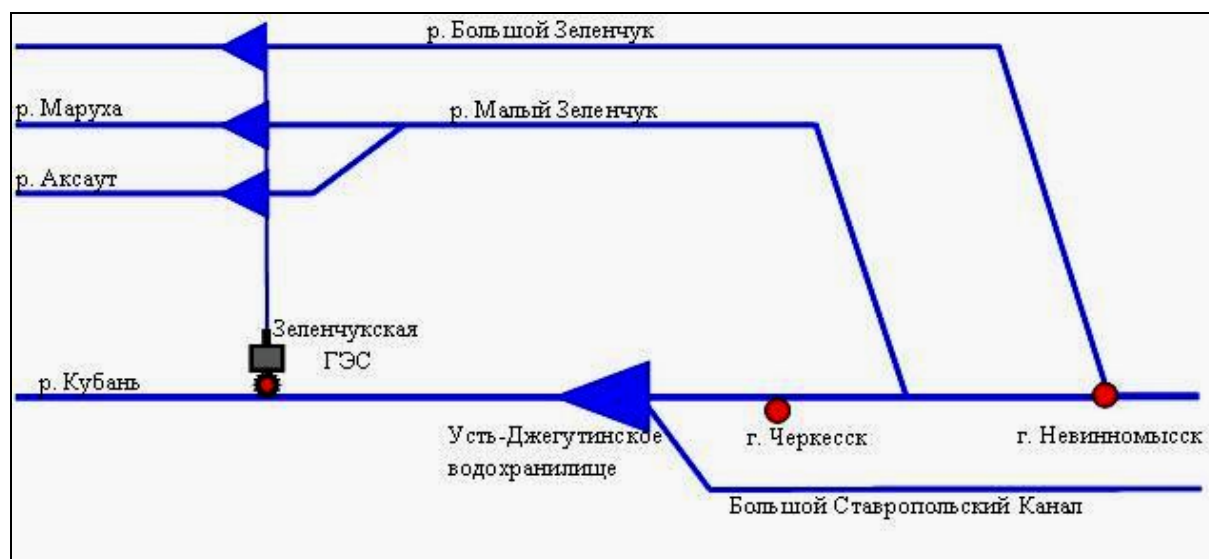 р. Большой Зеленчук
р. Маруха
р. Малый Зеленчук
р. Аксаут
Зеленчукская
ГЭС
р. Кубань
Усть-Джегутинское
водохранилище
г. Черкесск
г. Невинномысск
Большой Ставропольский Канал